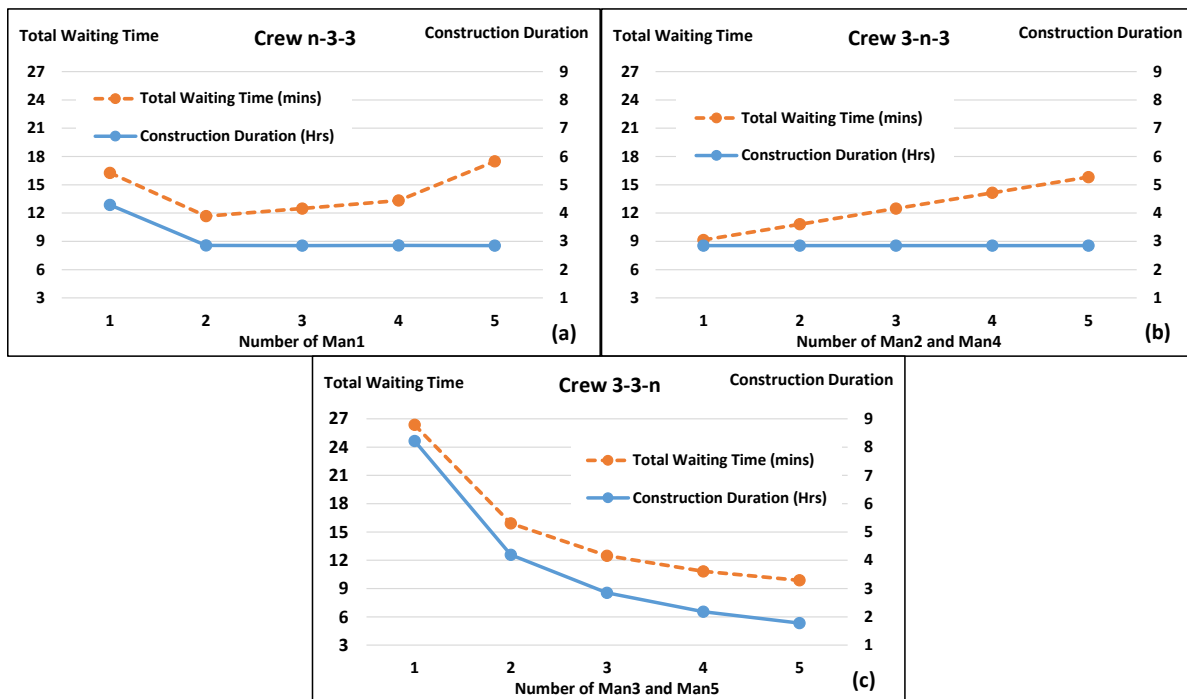 Total Waiting Time Crew n-3-3 Construction Duration
27 9
24 Total Waiting Time (mins) 8
21 7
18 Construction Duration (Hrs) 6
15 5
12 4
9 3
6 2
3 1
1 2 3 4 5
Number of Man1 (a)
Total Waiting Time Crew 3-n-3 Construction Duration
27 9
24 8
21 Total Waiting Time (mins) 7
18 Construction Duration (Hrs) 6
15 5
12 4
9 3
6 2
3 1
1 2 3 4 5
Number of Man2 and Man4 (b)
Total Waiting Time Crew 3-3-n Construction Duration
27 9
24 8
21 Total Waiting Time (mins) 7
18 Construction Duration (Hrs) 6
15 5
12 4
9 3
6 2
3 1
1 2 3 4 5
Number of Man3 and Man5 (c)